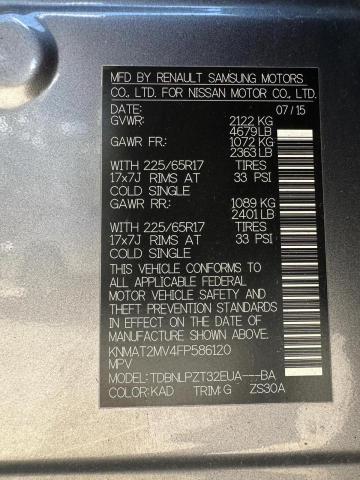 MFD BY RENAULT SAMSUNG MOTORS
CO., LTD. FOR NISSAN MOTOR CO., LTD.
DATE: 07/15
GVWR: 2122 KG
4679 LB
GAWR FR: 1072 KG
2363 LB
WITH 225/65R17 TIRES
17x7J RIMS AT 33 PSI
COLD SINGLE
GAWR RR: 1089 KG
2401 LB
WITH 225/65R17 TIRES
17x7J RIMS AT 33 PSI
COLD SINGLE
THIS VEHICLE CONFORMS TO
ALL APPLICABLE FEDERAL
MOTOR VEHICLE SAFETY AND
THEFT PREVENTION STANDARDS
IN EFFECT ON THE DATE OF
MANUFACTURE SHOWN ABOVE.
KNMAT2MV4FP586120
MPV
MODEL: TDBNLPZT32EUA---BA
COLOR: KAD TRIM: G ZS30A